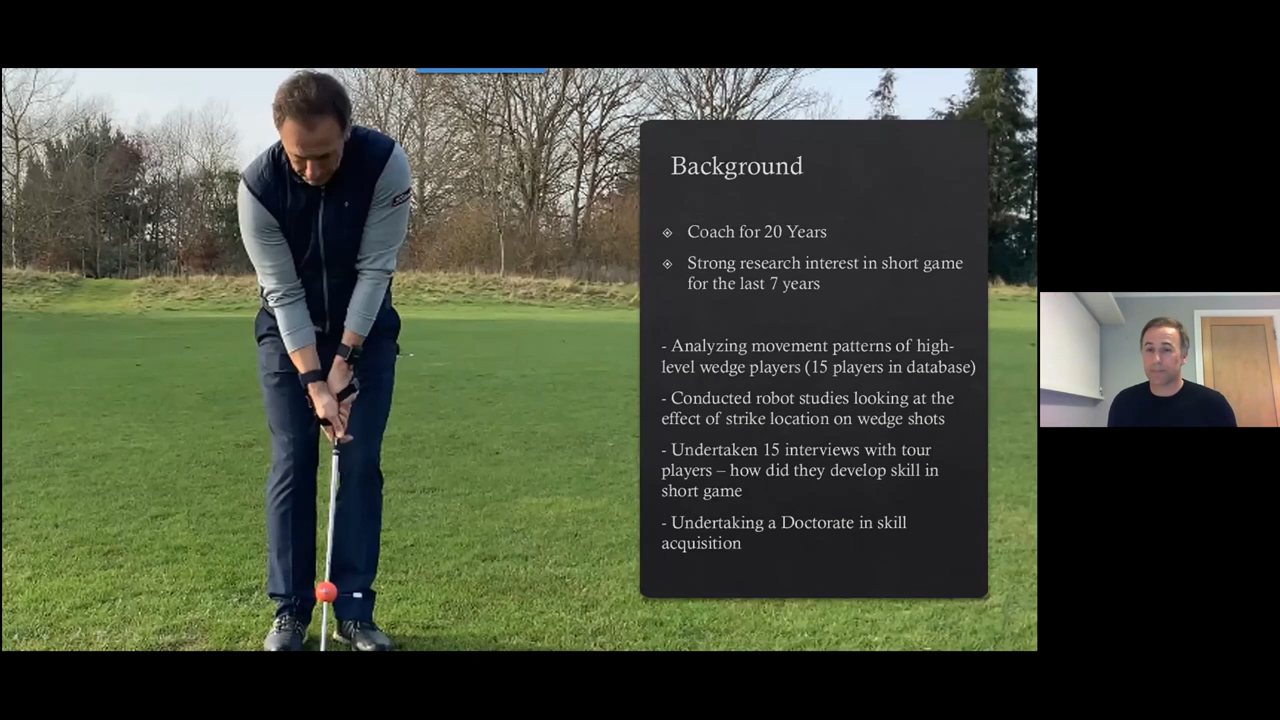 Background
Coach for 20 Years
Strong research interest in short game
for the last 7 years
- Analyzing movement patterns of high-
level wedge players (15 players in database)
- Conducted robot studies looking at the
effect of strike location on wedge shots
- Undertaken 15 interviews with tour
players – how did they develop skill in
short game
- Undertaking a Doctorate in skill
acquisition